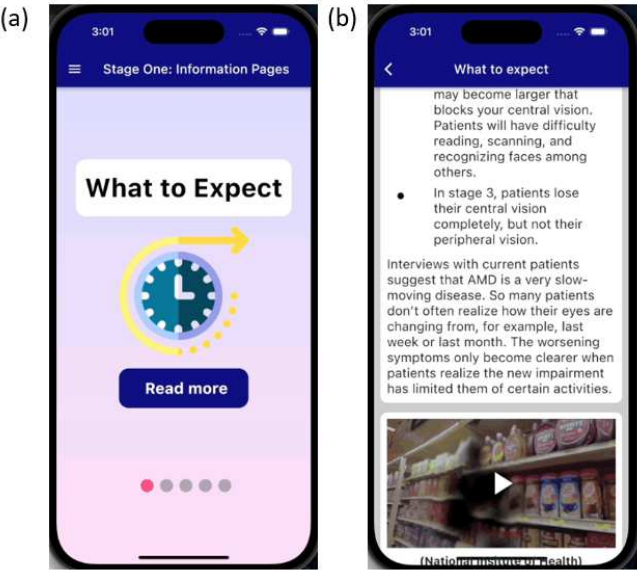 (a)
3:01
Stage One: Information Pages
What to Expect
Read more
(b)
3:01
What to expect
may become larger that
blocks your central vision.
Patients will have difficulty
reading, scanning, and
recognizing faces among
others.
In stage 3, patients lose
their central vision
completely, but not their
peripheral vision.
Interviews with current patients
suggest that AMD is a very slow-
moving disease. So many patients
don't often realize how their eyes are
changing from, for example, last
week or last month. The worsening
symptoms only become clearer when
patients realize the new impairment
has limited them of certain activities.
(National Insitute of Health)